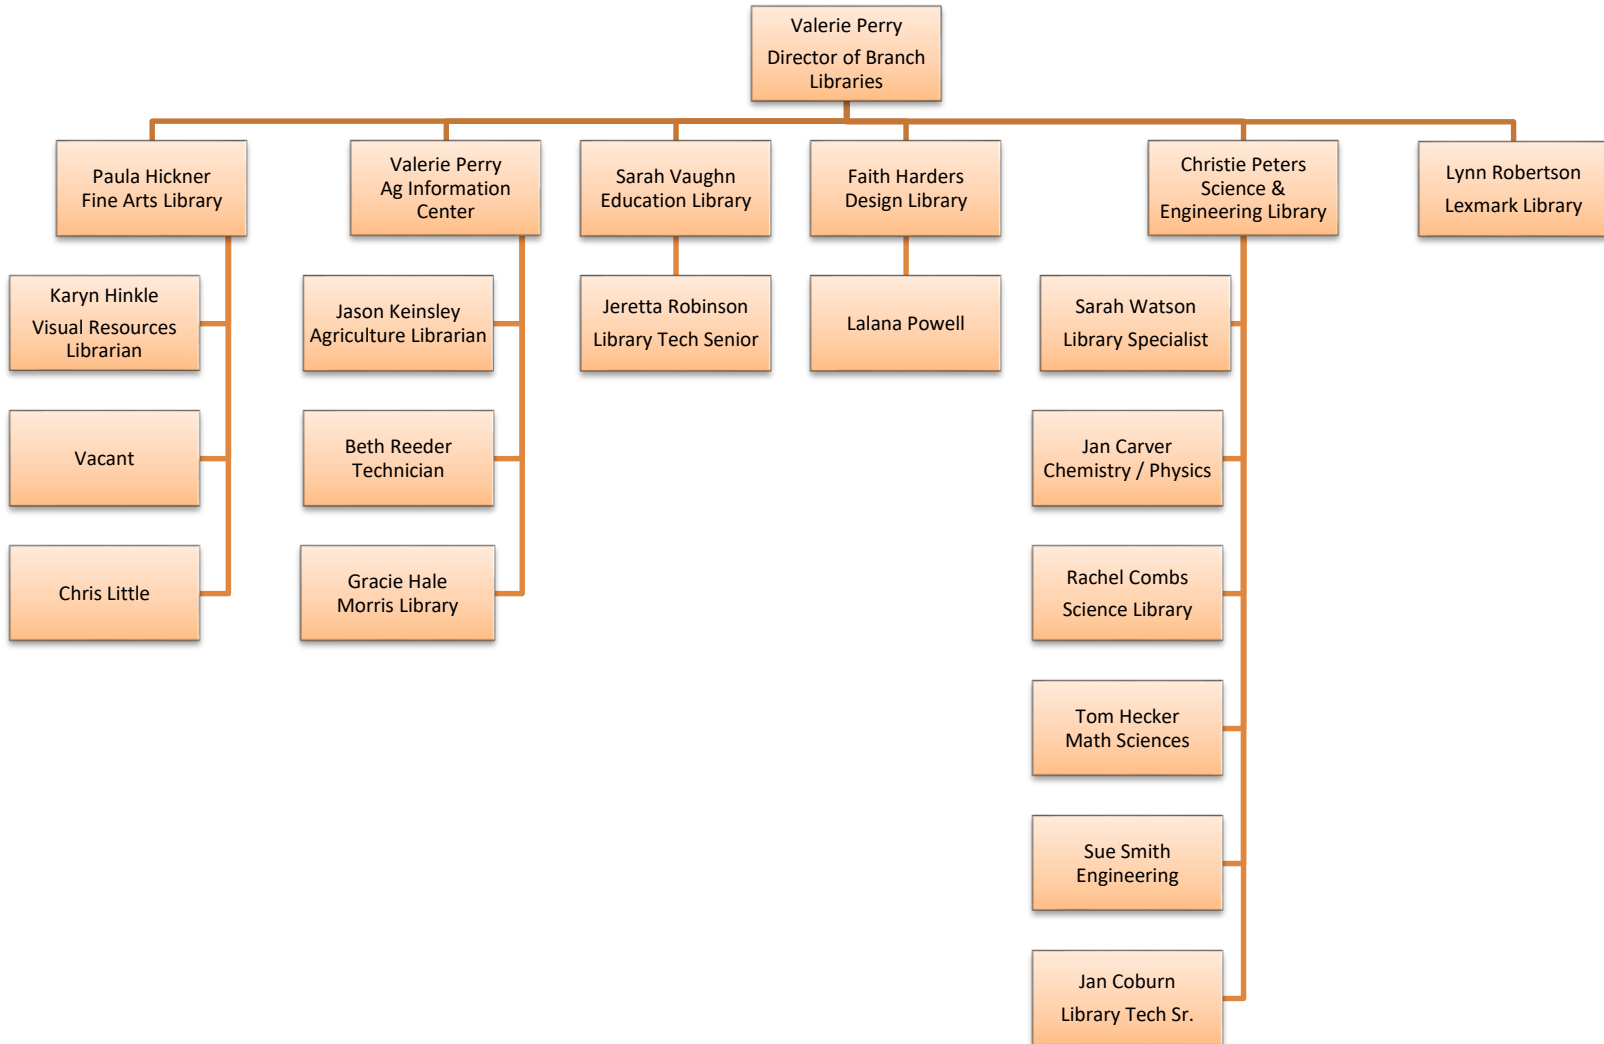 Valerie Perry
Director of Branch
Libraries
Paula Hickner
Fine Arts Library
Valerie Perry
Ag Information
Center
Sarah Vaughn
Education Library
Faith Harders
Design Library
Christie Peters
Science &
Engineering Library
Lynn Robertson
Lexmark Library
Karyn Hinkle
Visual Resources
Librarian
Jason Keinsley
Agriculture Librarian
Jeretta Robinson
Library Tech Senior
Lalana Powell
Sarah Watson
Library Specialist
Vacant
Beth Reeder
Technician
Jan Carver
Chemistry / Physics
Chris Little
Gracie Hale
Morris Library
Rachel Combs
Science Library
Tom Hecker
Math Sciences
Sue Smith
Engineering
Jan Coburn
Library Tech Sr.